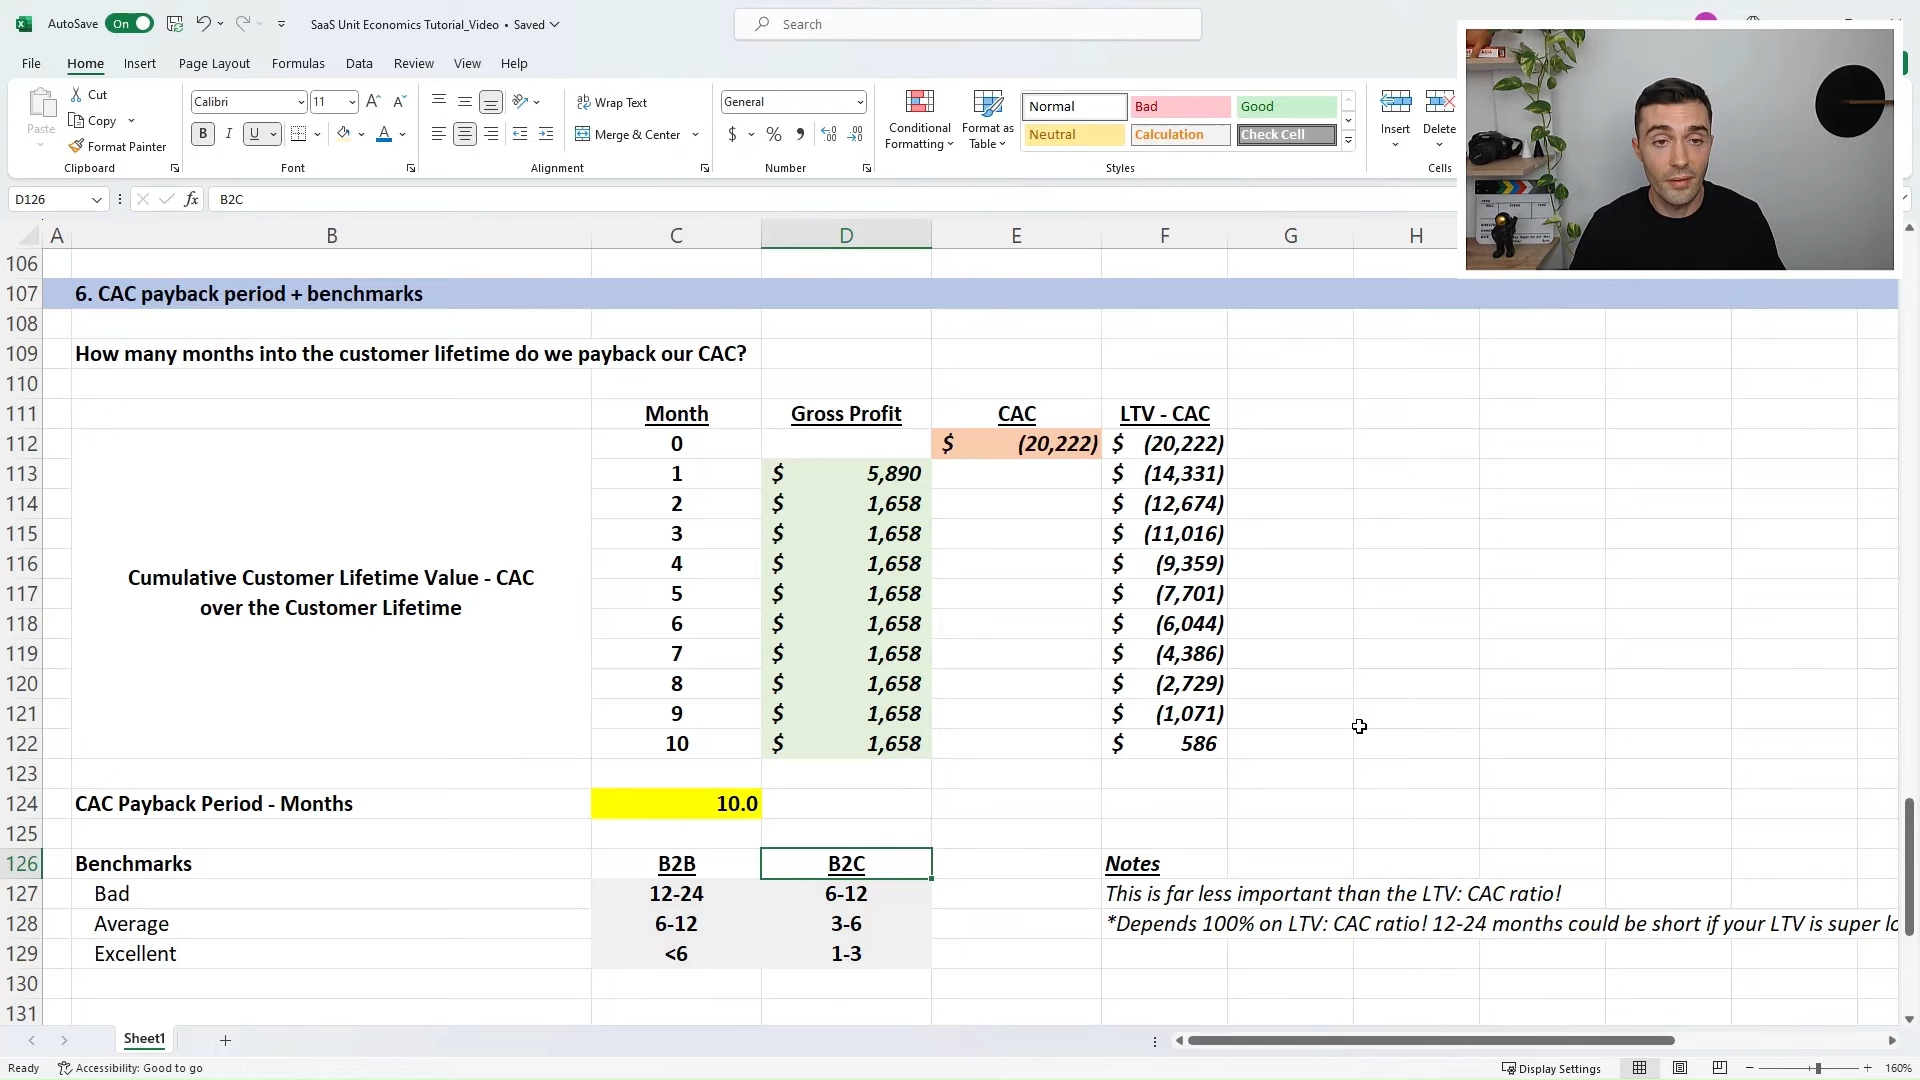 AutoSave On SaaS Unit Economics Tutorial_Video • Saved Search
File Home Insert Page Layout Formulas Data Review View Help
Paste Cut Copy Format Painter Clipboard
Calibri 11 B I U Font
Wrap Text Merge & Center Alignment
General $ % Number
Conditional Formatting Format as Table
Normal Bad Good
Neutral Calculation Check Cell
Styles
Insert Delete Cells
D126 fx B2C
A B C D E F G H
106
107 6. CAC payback period + benchmarks
108
109 How many months into the customer lifetime do we payback our CAC?
110
111 Month Gross Profit CAC LTV - CAC
112 0 $ (20,222) $ (20,222)
113 1 $ 5,890 $ (14,331)
114 2 $ 1,658 $ (12,674)
115 3 $ 1,658 $ (11,016)
116 4 $ 1,658 $ (9,359)
Cumulative Customer Lifetime Value - CAC
117 5 $ 1,658 $ (7,701)
over the Customer Lifetime
118 6 $ 1,658 $ (6,044)
119 7 $ 1,658 $ (4,386)
120 8 $ 1,658 $ (2,729)
121 9 $ 1,658 $ (1,071)
122 10 $ 1,658 $ 586
123
124 CAC Payback Period - Months 10.0
125
126 Benchmarks B2B B2C Notes
127 Bad 12-24 6-12 This is far less important than the LTV: CAC ratio!
128 Average 6-12 3-6 *Depends 100% on LTV: CAC ratio! 12-24 months could be short if your LTV is super lo
129 Excellent <6 1-3
130
131
Sheet1
Ready Accessibility: Good to go Display Settings 160%